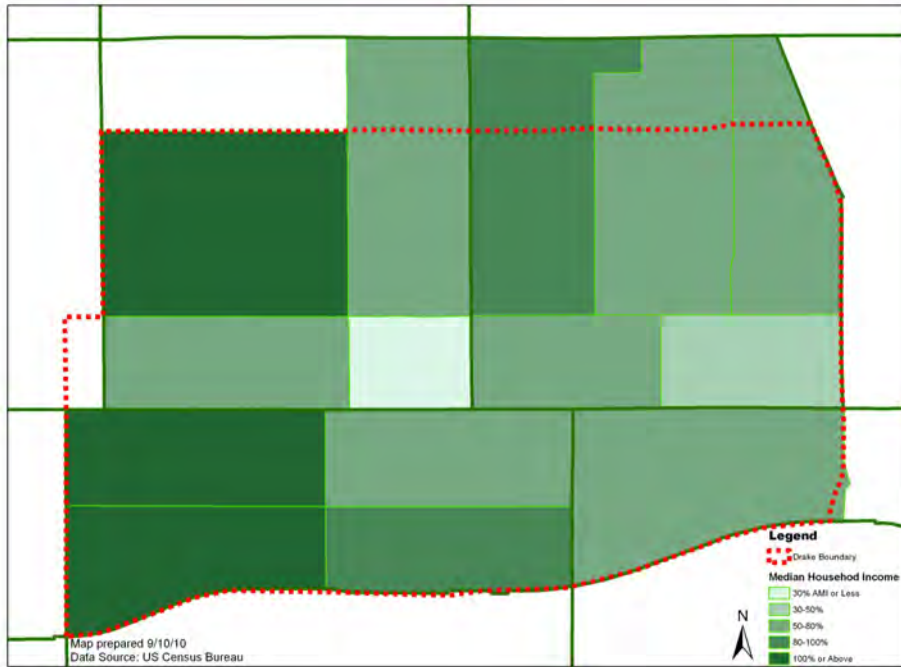 Legend
Drake Boundary
Median Househod Income
30% AMI or Less
30-50%
50-80%
80-100%
100% or Above
N
Map prepared 9/10/10
Data Source: US Census Bureau